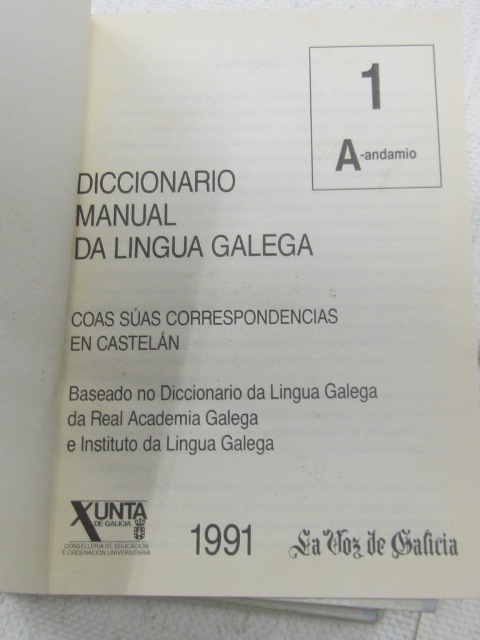 1
A-andamio
DICCIONARIO
MANUAL
DA LINGUA GALEGA
COAS SÚAS CORRESPONDENCIAS
EN CASTELÁN
Baseado no Diccionario da Lingua Galega
da Real Academia Galega
e Instituto da Lingua Galega
XUNTA
DE GALICIA
CONSELLERÍA DE EDUCACIÓN
E ORDENACIÓN UNIVERSITARIA
1991
La Voz de Galicia